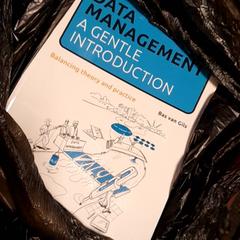 DATA
MANAGEMENT
A GENTLE
INTRODUCTION
Balancing theory and practice
Bas van Gils